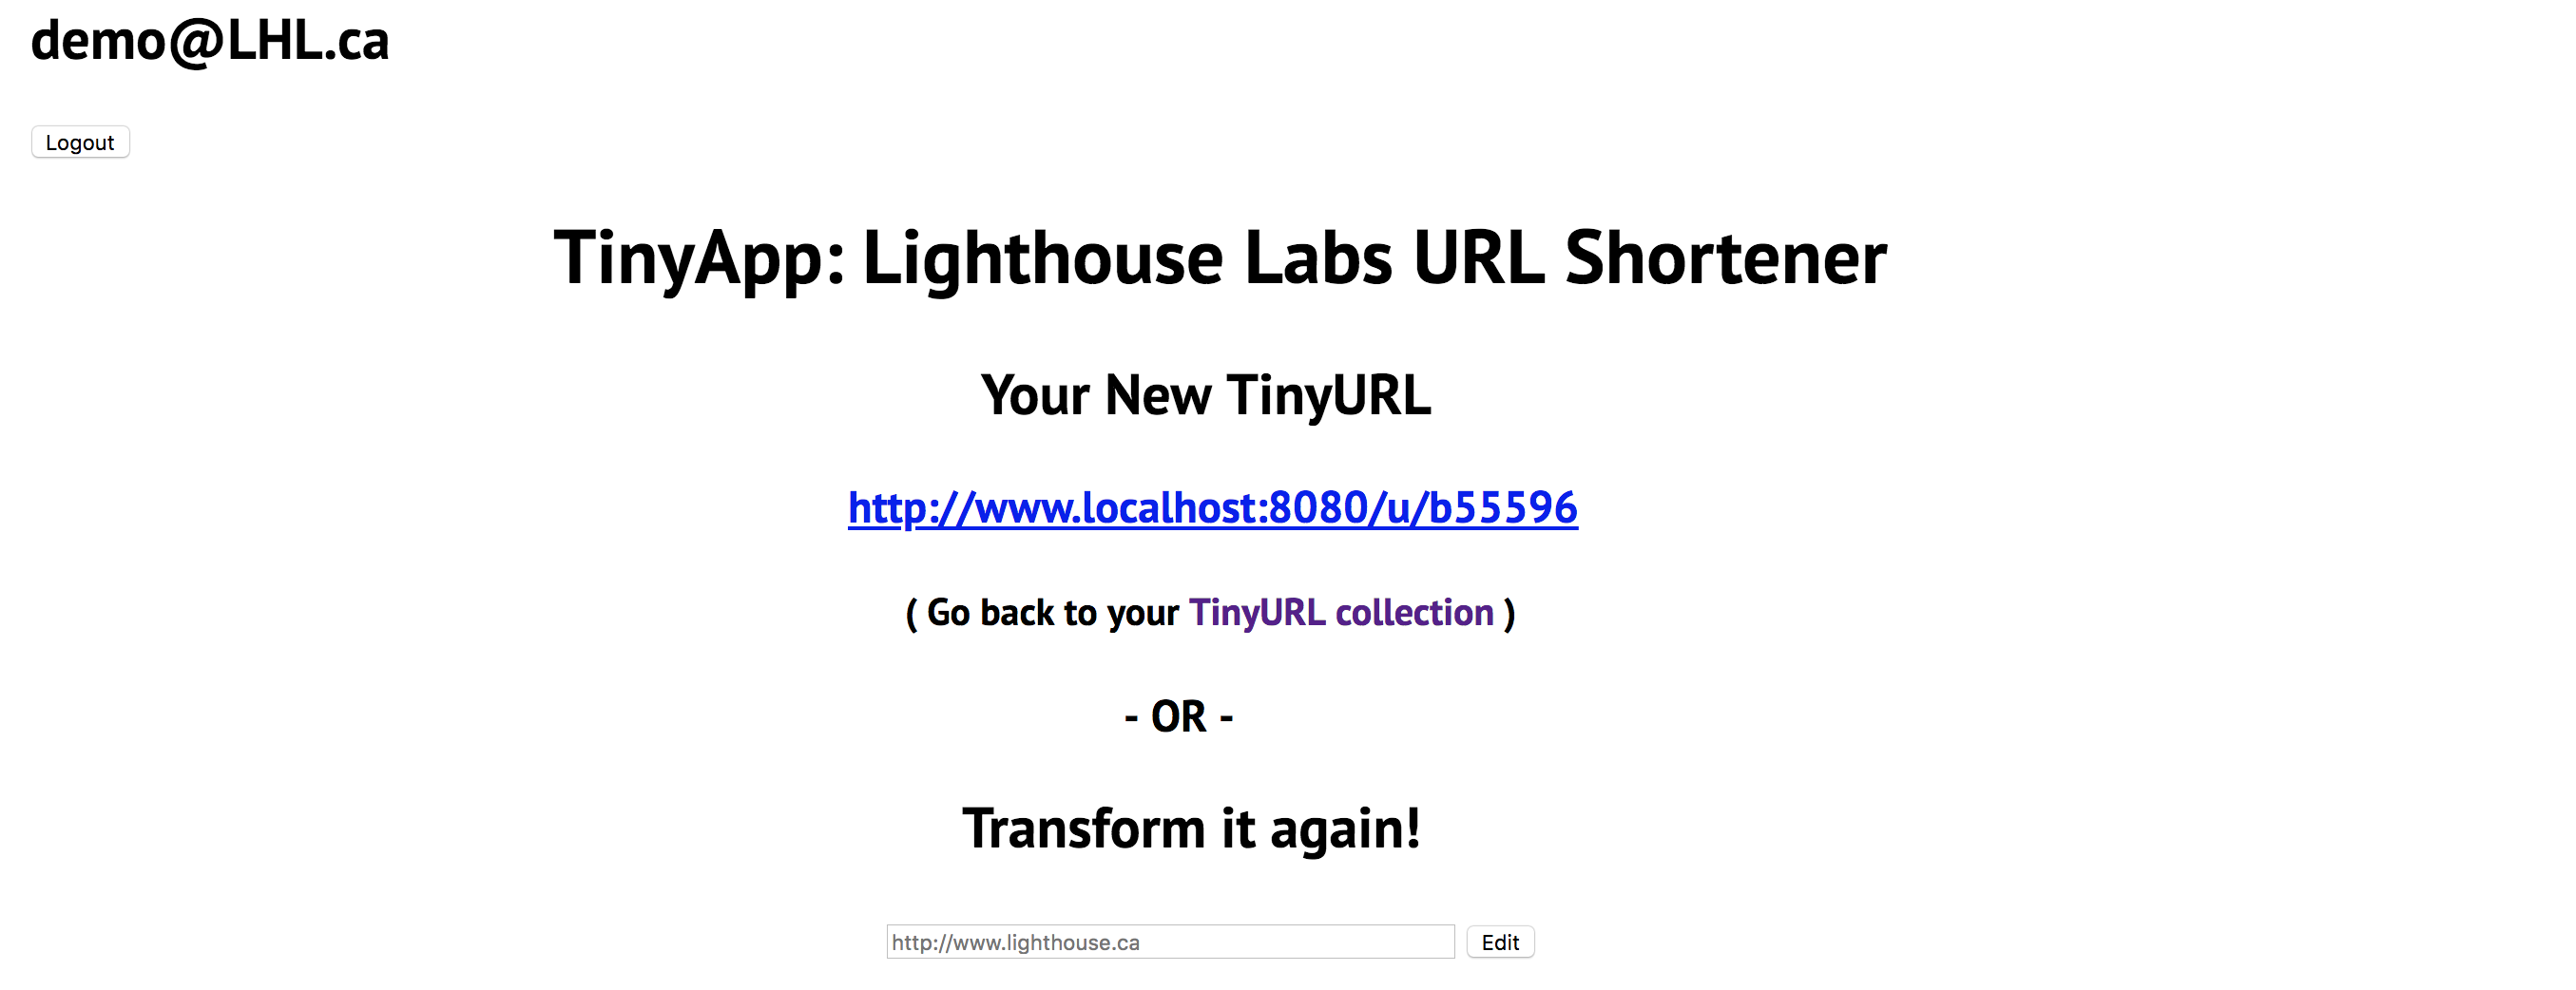 demo@LHL.ca
Logout
TinyApp: Lighthouse Labs URL Shortener
Your New TinyURL
http://www.localhost:8080/u/b55596
( Go back to your TinyURL collection )
- OR -
Transform it again!
http://www.lighthouse.ca Edit